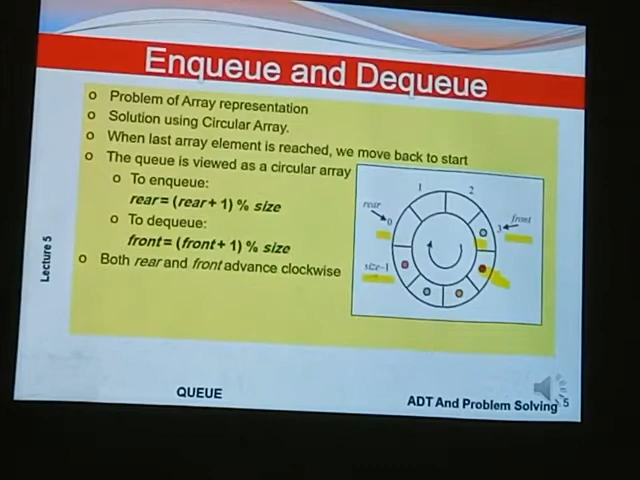 Enqueue and Dequeue
o Problem of Array representation
o Solution using Circular Array.
o When last array element is reached, we move back to start
o The queue is viewed as a circular array
o To enqueue:
rear = (rear + 1) % size
o To dequeue:
front = (front + 1) % size
o Both rear and front advance clockwise
1
2
rear
0
front
3
size-1
Lecture 5
QUEUE
ADT And Problem Solving
5